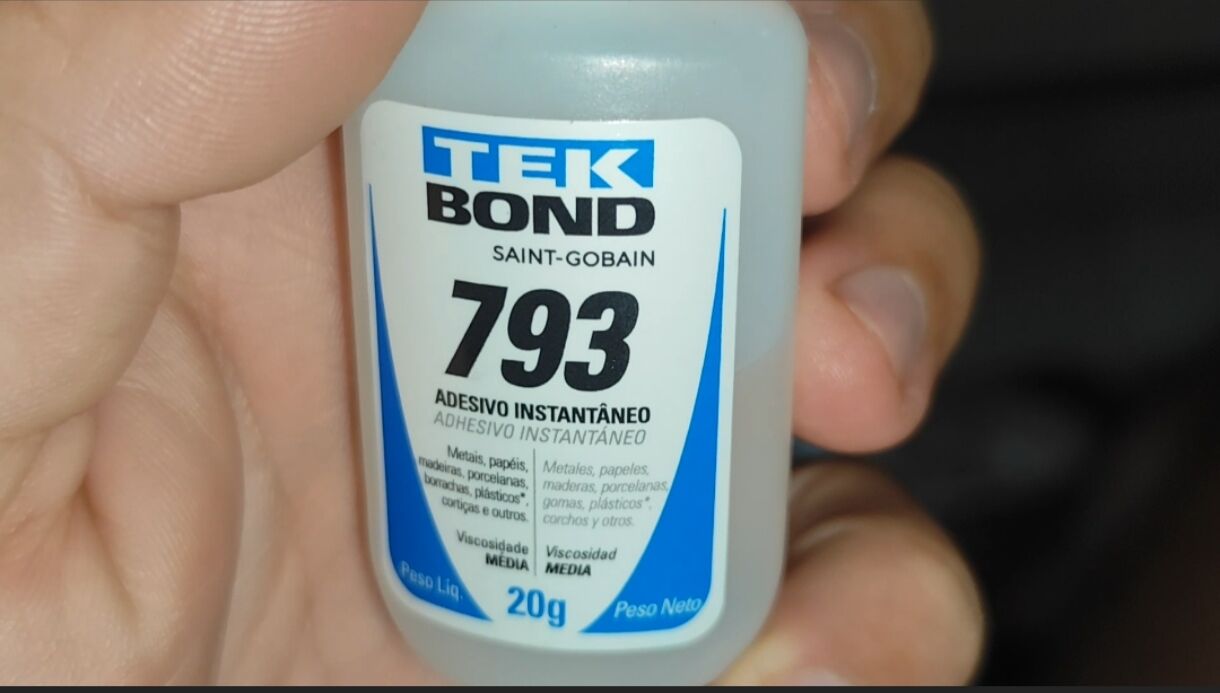 TEK
BOND
SAINT-GOBAIN
793
ADESIVO INSTANTÂNEO
ADHESIVO INSTANTÁNEO
Metais, papéis,
madeiras, porcelanas,
borrachas, plásticos*,
cortiças e outros.
Viscosidade
MÉDIA
Metales, papeles,
maderas, porcelanas,
gomas, plásticos*,
corchos y otros.
Viscosidad
MEDIA
Peso Líq.
20g
Peso Neto